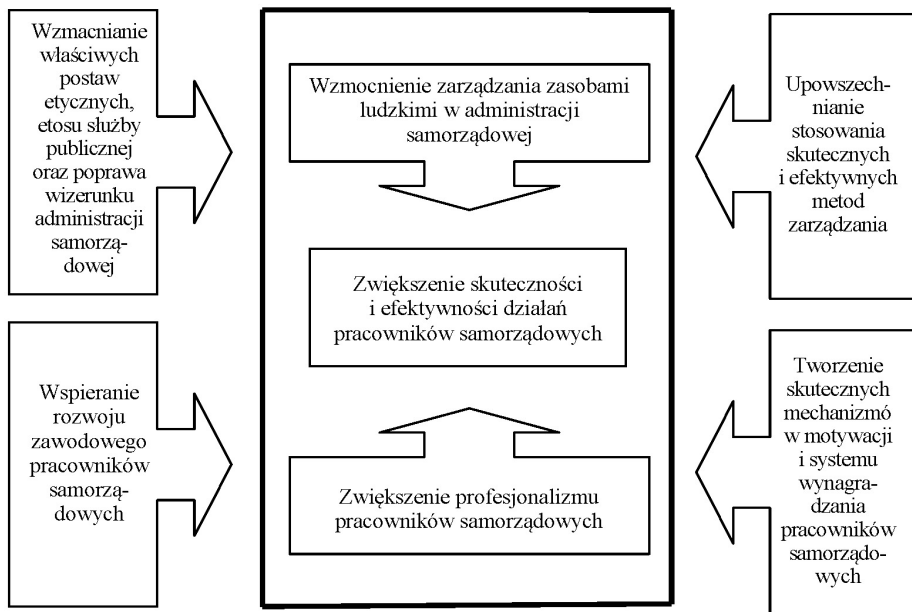 Wzmacnianie
właściwych
postaw
etycznych,
etosu służby
publicznej
oraz poprawa
wizerunku
administracji
samorzą-
dowej
Wzmocnienie zarządzania zasobami
ludzkimi w administracji
samorządowej
Upowszech-
nianie
stosowania
skutecznych
i efektywnych
metod
zarządzania
Zwiększenie skuteczności
i efektywności działań
pracowników samorządowych
Wspieranie
rozwoju
zawodowego
pracowników
samorzą-
dowych
Zwiększenie profesjonalizmu
pracowników samorządowych
Tworzenie
skutecznych
mechanizmó
w motywacji
i systemu
wynagra-
dzania
pracowników
samorządo-
wych